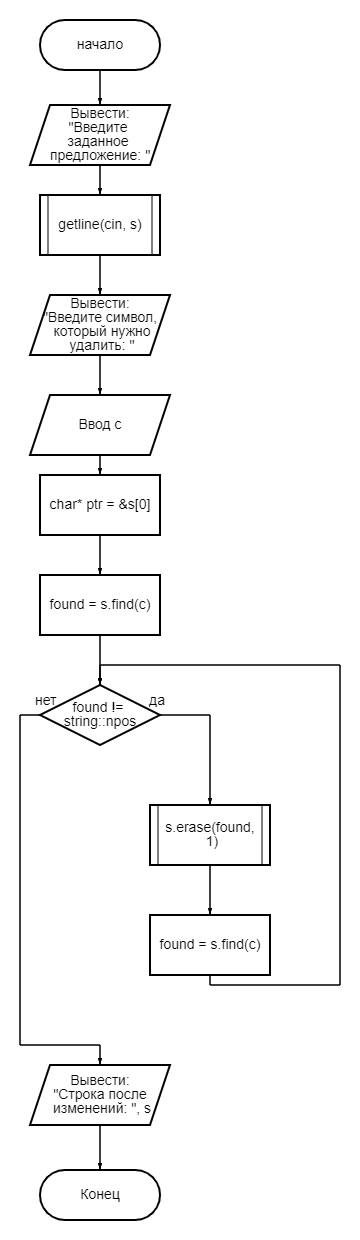 начало
Вывести:
"Введите
заданное
предложение: "
getline(cin, s)
Вывести:
"Введите символ,
который нужно
удалить: "
Ввод c
char* ptr = &s[0]
found = s.find(c)
нет
found !=
string::npos
да
s.erase(found,
1)
found = s.find(c)
Вывести:
"Строка после
изменений: ", s
Конец